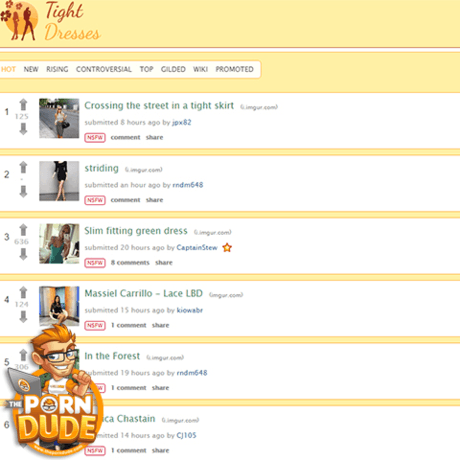 Tight
Dresses
HOT NEW RISING CONTROVERSIAL TOP GILDED WIKI PROMOTED
1
125
Crossing the street in a tight skirt (i.imgur.com)
submitted 8 hours ago by jpx82
NSFW comment share
2
striding (i.imgur.com)
submitted an hour ago by rndm648
NSFW comment share
3
636
Slim fitting green dress (i.imgur.com)
submitted 20 hours ago by CaptainStew
NSFW 8 comments share
4
124
Massiel Carrillo - Lace LBD (imgur.com)
submitted 15 hours ago by kiowabr
NSFW 1 comment share
5
306
In the Forest (i.imgur.com)
submitted 19 hours ago by rndm648
1 comment share
6
ca Chastain (i.imgur.com)
submitted 14 hours ago by CJ105
NSFW 1 comment share
THE
PORN
DUDE